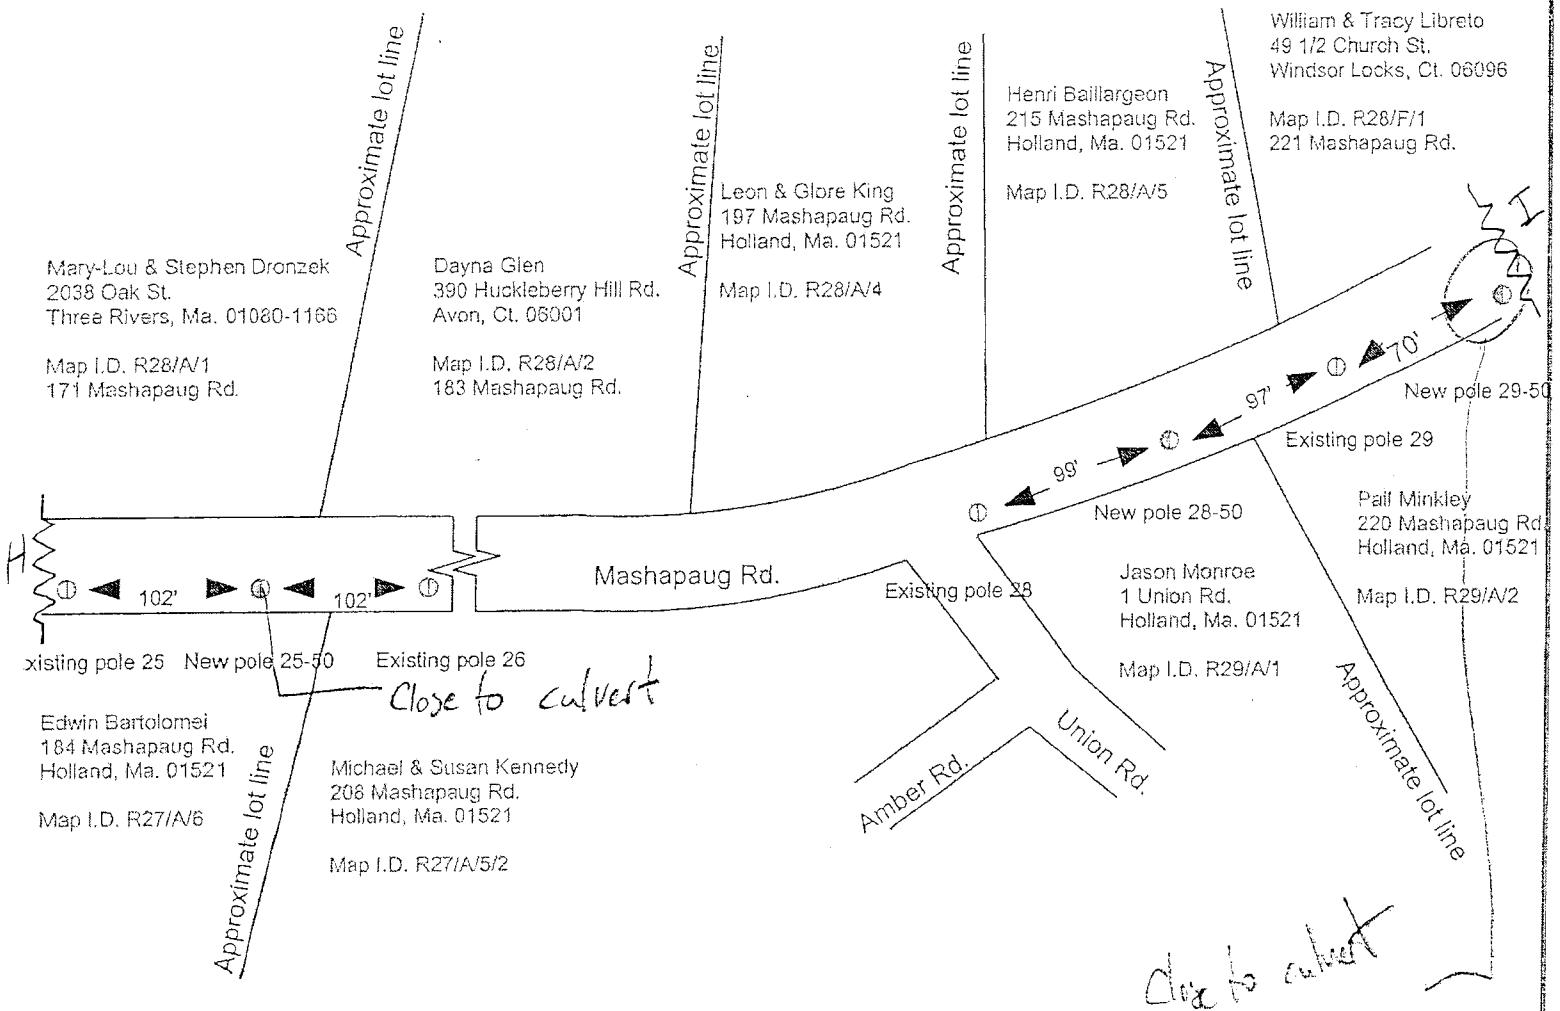 William & Tracy Libreto
49 1/2 Church St.
Windsor Locks, Ct. 06096
Map I.D. R28/F/1
221 Mashapaug Rd.
Approximate lot line
Approximate lot line
Approximate lot line
Approximate lot line
Henri Baillargeon
215 Mashapaug Rd.
Holland, Ma. 01521
Map I.D. R28/A/5
Leon & Glore King
197 Mashapaug Rd.
Holland, Ma. 01521
Map I.D. R28/A/4
Mary-Lou & Stephen Dronzek
2038 Oak St.
Three Rivers, Ma. 01080-1166
Map I.D. R28/A/1
171 Mashapaug Rd.
Dayna Glen
390 Huckleberry Hill Rd.
Avon, Ct. 06001
Map I.D. R28/A/2
183 Mashapaug Rd.
I
70'
97'
99'
New pole 29-50
Existing pole 29
New pole 28-50
Existing pole 28
H
102'
102'
Mashapaug Rd.
xisting pole 25
New pole 25-50
Existing pole 26
Close to culvert
Pall Minkley
220 Mashapaug Rd
Holland, Ma. 01521
Map I.D. R29/A/2
Jason Monroe
1 Union Rd.
Holland, Ma. 01521
Map I.D. R29/A/1
Edwin Bartolomei
184 Mashapaug Rd.
Holland, Ma. 01521
Map I.D. R27/A/6
Approximate lot line
Michael & Susan Kennedy
208 Mashapaug Rd.
Holland, Ma. 01521
Map I.D. R27/A/5/2
Amber Rd.
Union Rd.
Approximate lot line
Close to culvert